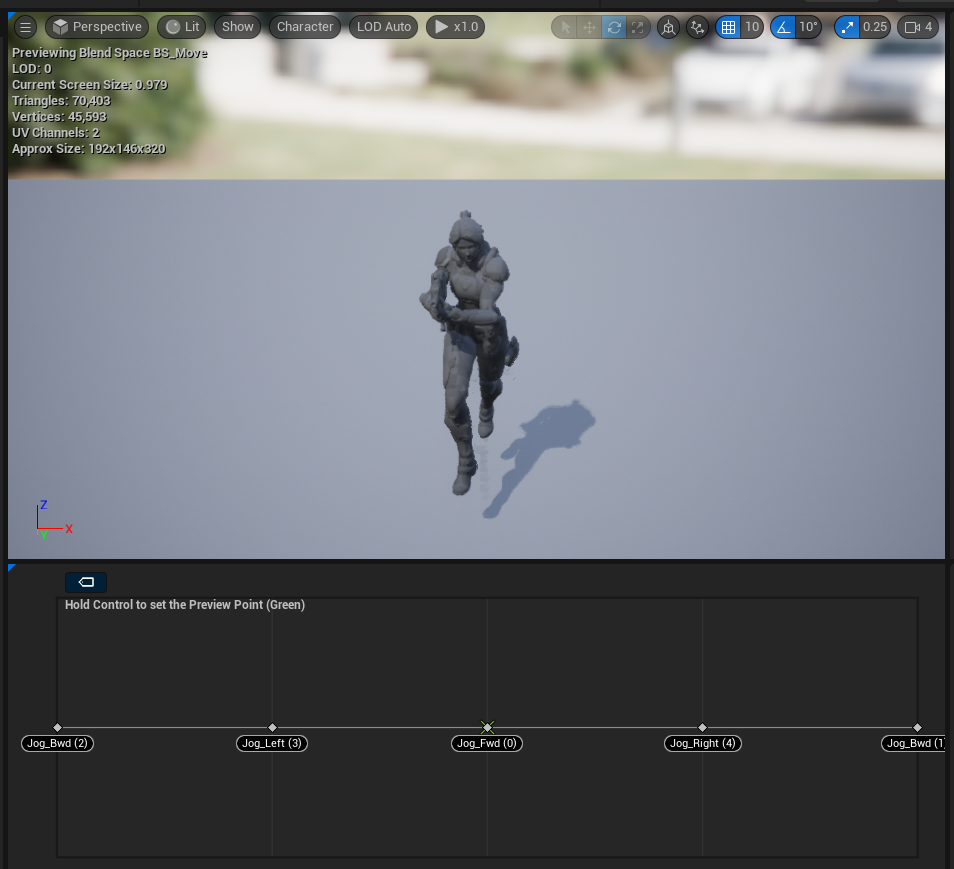 Perspective Lit Show Character LOD Auto x1.0 10 10° 0.25 4
Previewing Blend Space BS_Move
LOD: 0
Current Screen Size: 0.979
Triangles: 70,403
Vertices: 45,593
UV Channels: 2
Approx Size: 192x146x320
Z
X
Y
Hold Control to set the Preview Point (Green)
Jog_Bwd (2) Jog_Left (3) Jog_Fwd (0) Jog_Right (4) Jog_Bwd (1